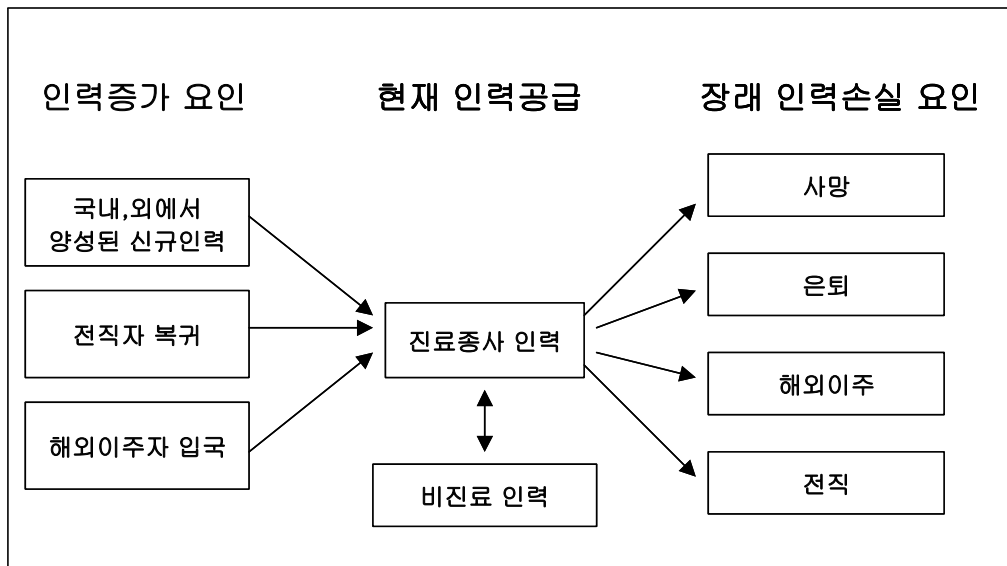 인력증가 요인
현재 인력공급
장래 인력손실 요인
국내,외에서
양성된 신규인력
전직자 복귀
해외이주자 입국
진료종사 인력
비진료 인력
사망
은퇴
해외이주
전직